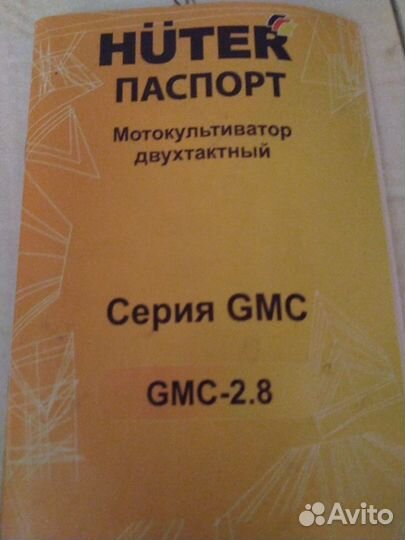 HÜTER
ПАСПОРТ
Мотокультиватор
двухтактный
Серия GMC
GMC-2.8
Avito